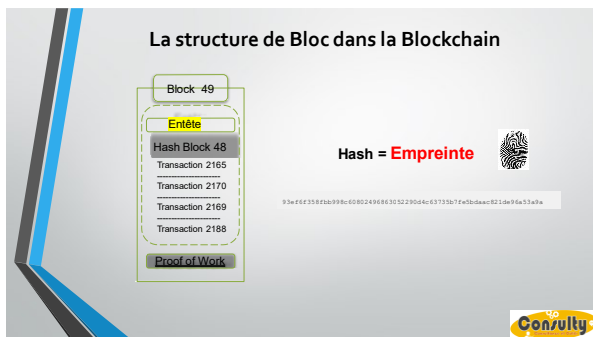 La structure de Bloc dans la Blockchain
Block 49
Entête
Hash Block 48
Transaction 2165
----------------------
Transaction 2170
----------------------
Transaction 2169
----------------------
Transaction 2188
Proof of Work
Hash = Empreinte
93ef6f358fbb998c60802496863052290d4c63735b7fe5bdaac821de96a53a9a
Consulty